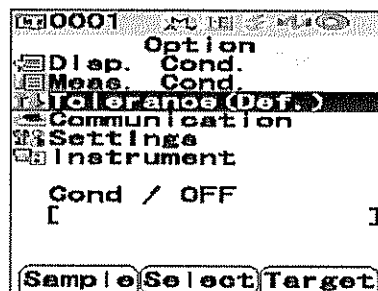 0001
Option
Disp. Cond.
Meas. Cond.
Tolerance(Def.)
Communication
Settings
Instrument
Cond / OFF
[ ]
Sample Select Target